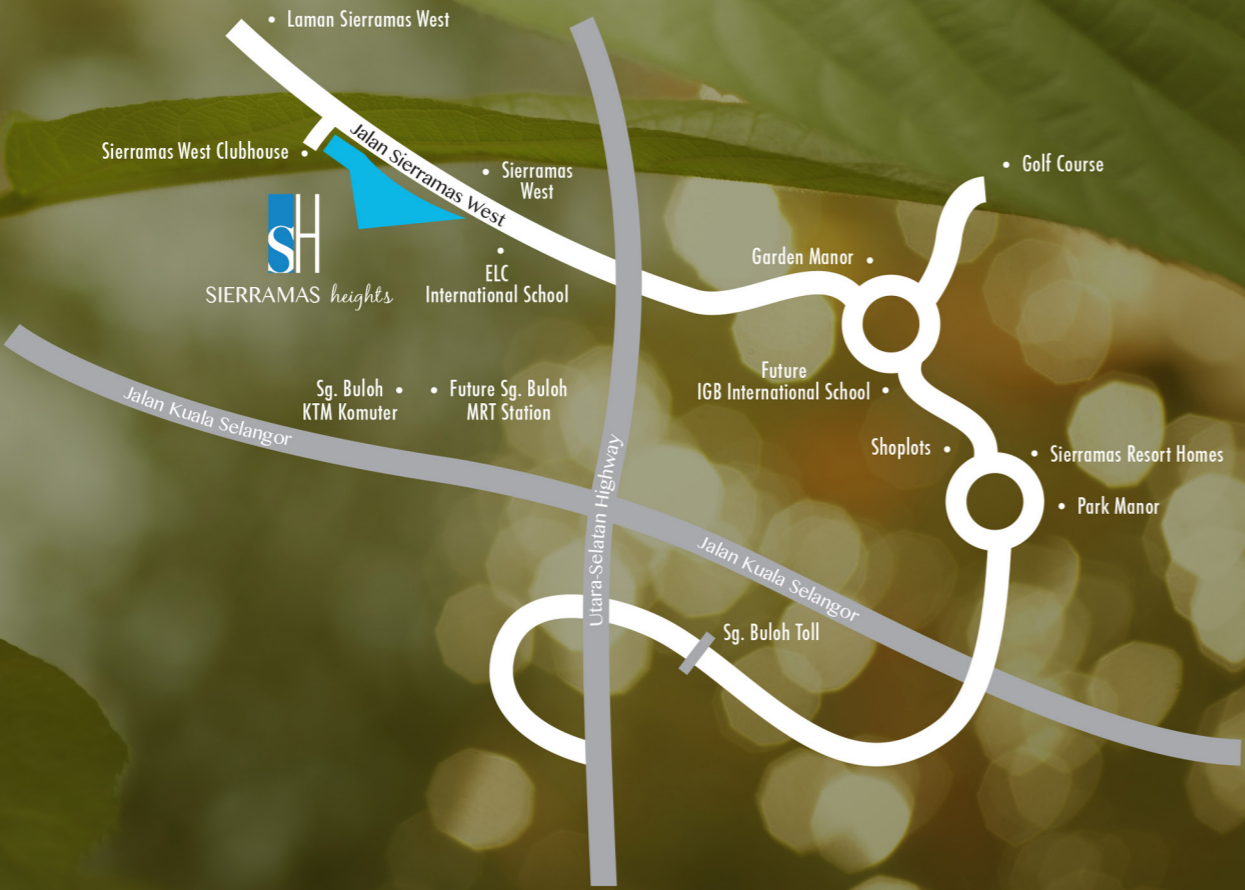 Laman Sierramas West
Jalan Sierramas West
Sierramas West Clubhouse
Sierramas
West
Golf Course
SH
SIERRAMAS heights
ELC
International School
Garden Manor
Jalan Kuala Selangor
Sg. Buloh
KTM Komuter
Future Sg. Buloh
MRT Station
Future
IGB International School
Utara-Selatan Highway
Shoplots
Sierramas Resort Homes
Park Manor
Jalan Kuala Selangor
Sg. Buloh Toll